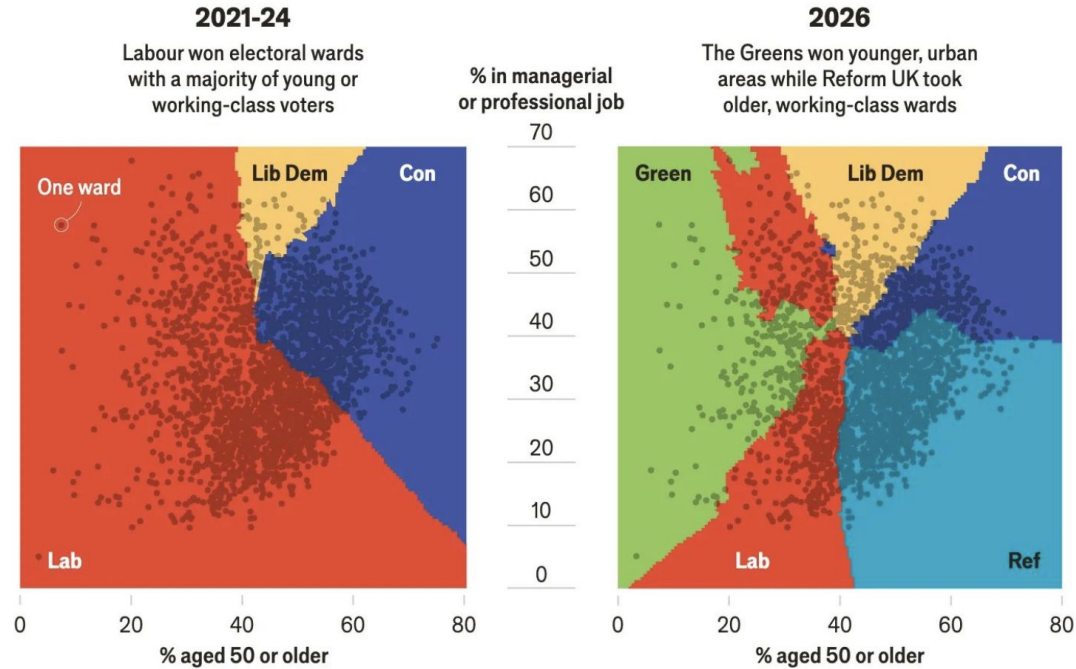 2021-24
Labour won electoral wards
with a majority of young or
working-class voters
% in managerial
or professional job
2026
The Greens won younger, urban
areas while Reform UK took
older, working-class wards
One ward
Lib Dem
Con
Lab
70
60
50
40
30
20
10
0
Green
Lib Dem
Con
Lab
Ref
0
20
40
60
80
% aged 50 or older
0
20
40
60
80
% aged 50 or older